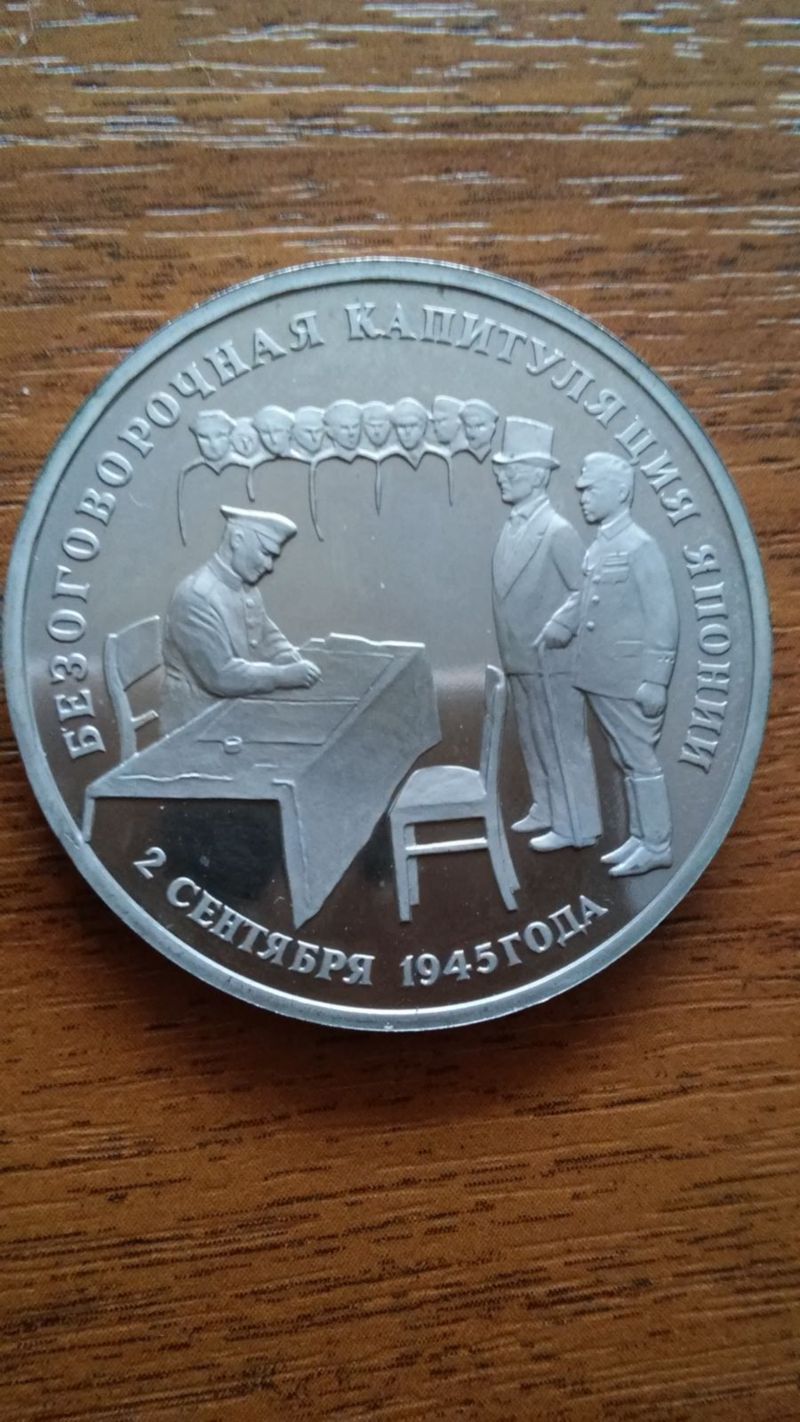 БЕЗОГОВОРОЧНАЯ КАПИТУЛЯЦИЯ ЯПОНИИ
2 СЕНТЯБРЯ 1945 ГОДА